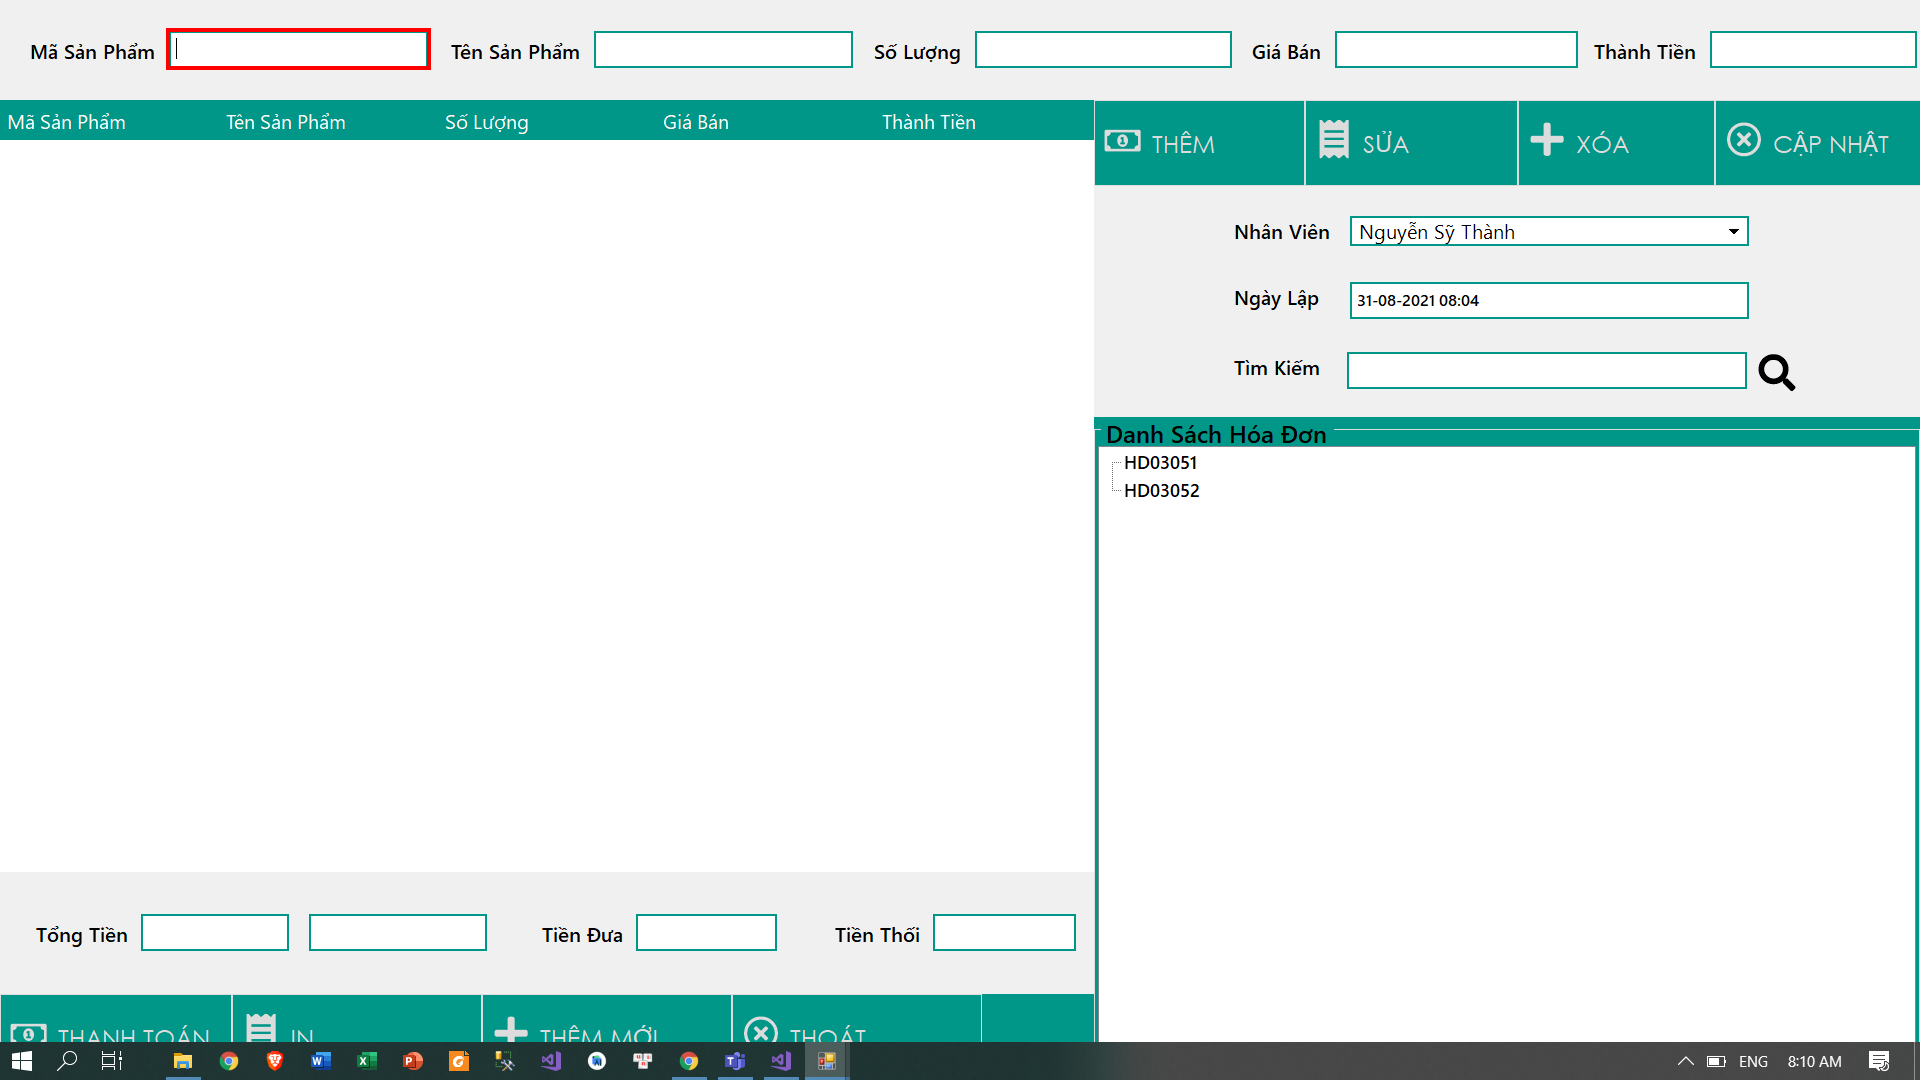 Mã Sản Phẩm Tên Sản Phẩm Số Lượng Giá Bán Thành Tiền
Mã Sản Phẩm Tên Sản Phẩm Số Lượng Giá Bán Thành Tiền
THÊM SỬA XÓA CẬP NHẬT
Nhân Viên Nguyễn Sỹ Thành
Ngày Lập 31-08-2021 08:04
Tìm Kiếm
Danh Sách Hóa Đơn
HD03051
HD03052
Tổng Tiền Tiền Đưa Tiền Thối
THANH TOÁN IN THÊM MỚI THOÁT
ENG 8:10 AM